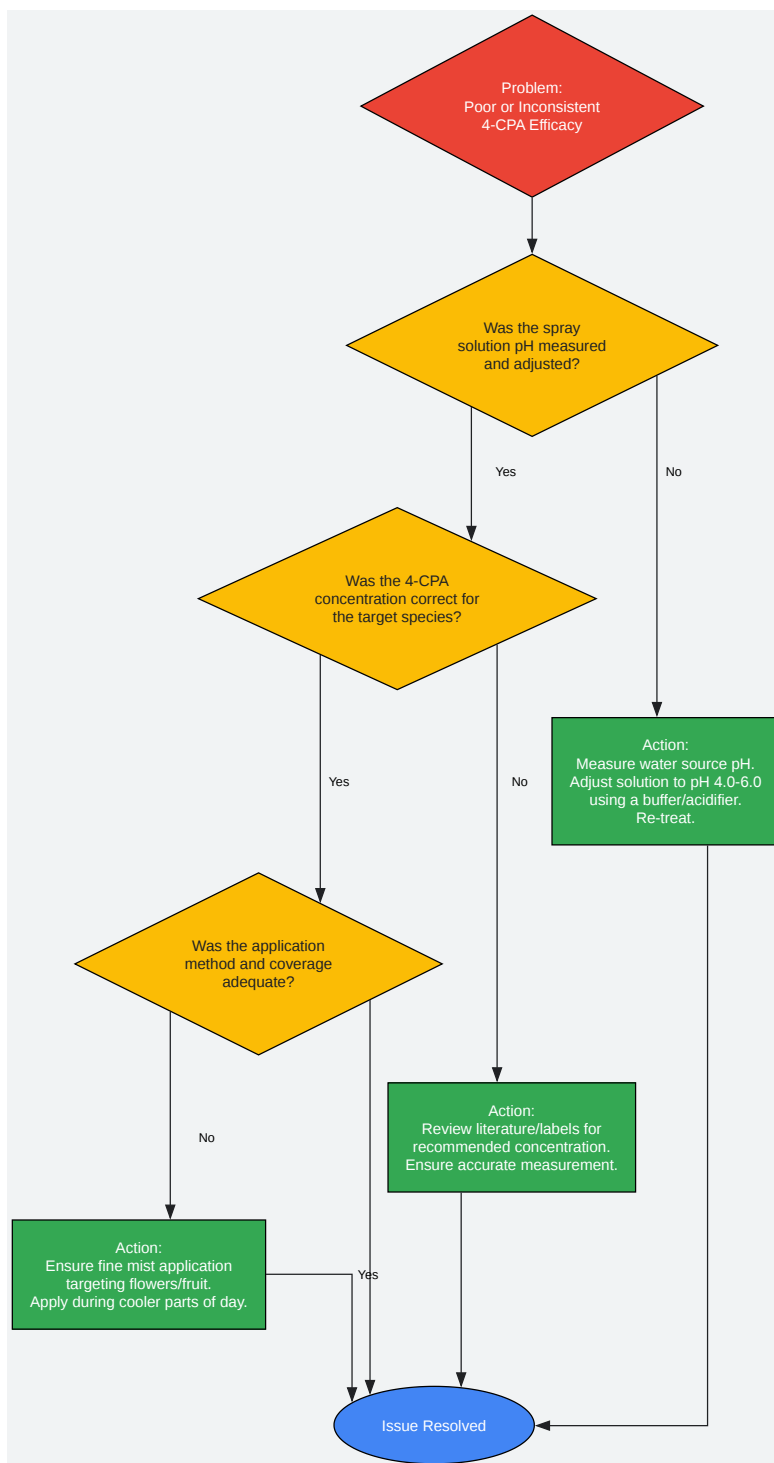 Problem:
Poor or Inconsistent
4-CPA Efficacy
Was the spray
solution pH measured
and adjusted?
Yes
No
Was the 4-CPA
concentration correct for
the target species?
Action:
Measure water source pH.
Adjust solution to pH 4.0-6.0
using a buffer/acidifier.
Re-treat.
Yes
No
Was the application
method and coverage
adequate?
Action:
Review literature/labels for
recommended concentration.
Ensure accurate measurement.
No
Action:
Ensure fine mist application
targeting flowers/fruit.
Apply during cooler parts of day.
Yes
Issue Resolved